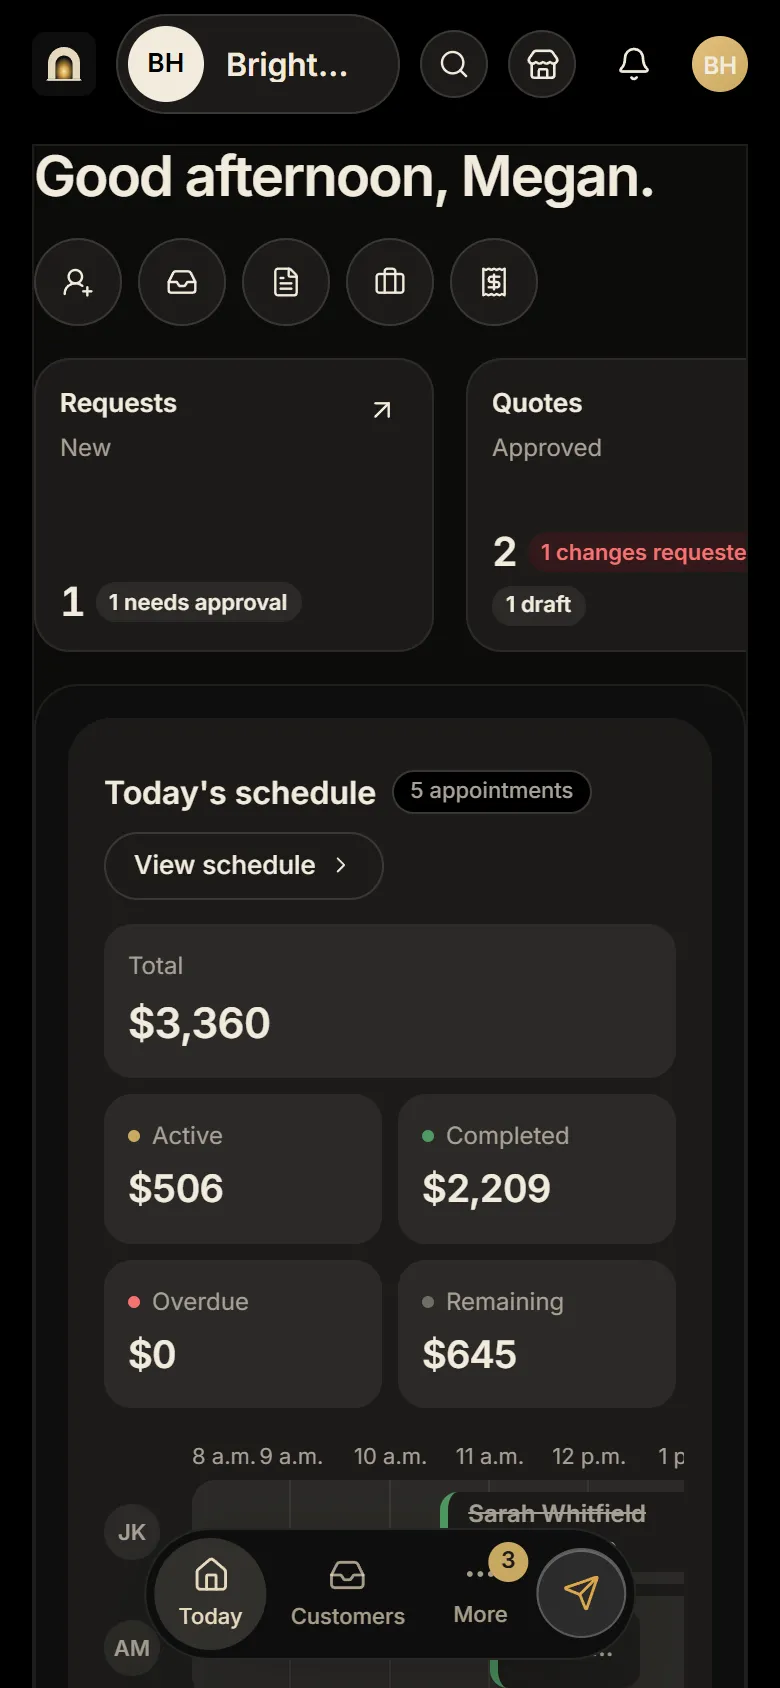 BH Bright... BH
Good afternoon, Megan.
Requests
New
1 1 needs approval
Quotes
Approved
2 1 changes requeste
1 draft
Today's schedule 5 appointments
View schedule
Total
$3,360
Active
$506
Completed
$2,209
Overdue
$0
Remaining
$645
8 a.m. 9 a.m. 10 a.m. 11 a.m. 12 p.m. 1 p
JK
Sarah Whitfield
AM
...
Today
Customers
More
3